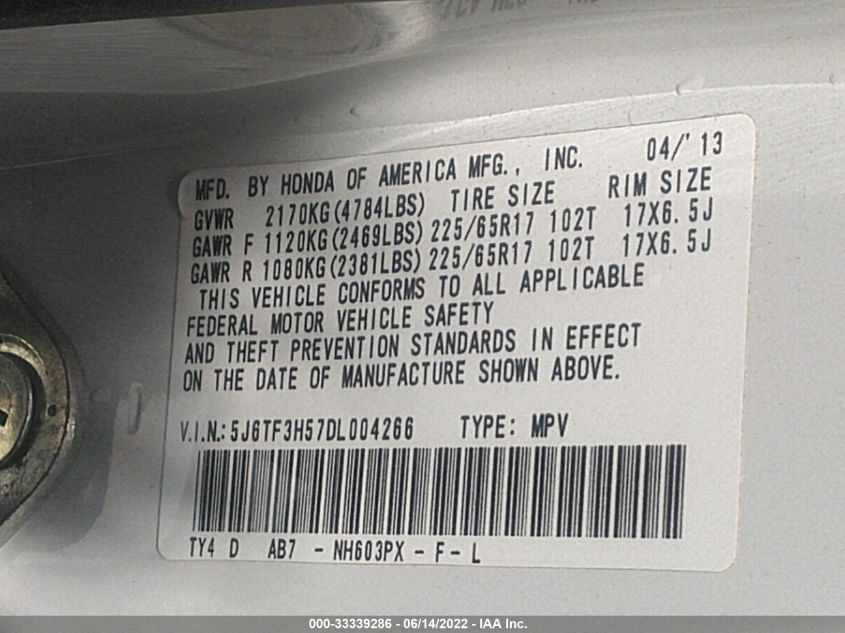 MFD. BY HONDA OF AMERICA MFG., INC. 04/'13
GVWR 2170KG(4784LBS) TIRE SIZE RIM SIZE
GAWR F 1120KG(2469LBS) 225/65R17 102T 17X6.5J
GAWR R 1080KG(2381LBS) 225/65R17 102T 17X6.5J
THIS VEHICLE CONFORMS TO ALL APPLICABLE
FEDERAL MOTOR VEHICLE SAFETY
AND THEFT PREVENTION STANDARDS IN EFFECT
ON THE DATE OF MANUFACTURE SHOWN ABOVE.
V.I.N.: 5J6TF3H57DL004266 TYPE: MPV
TY4 D AB7 - NH603PX - F - L
000-33339286 - 06/14/2022 - IAA Inc.